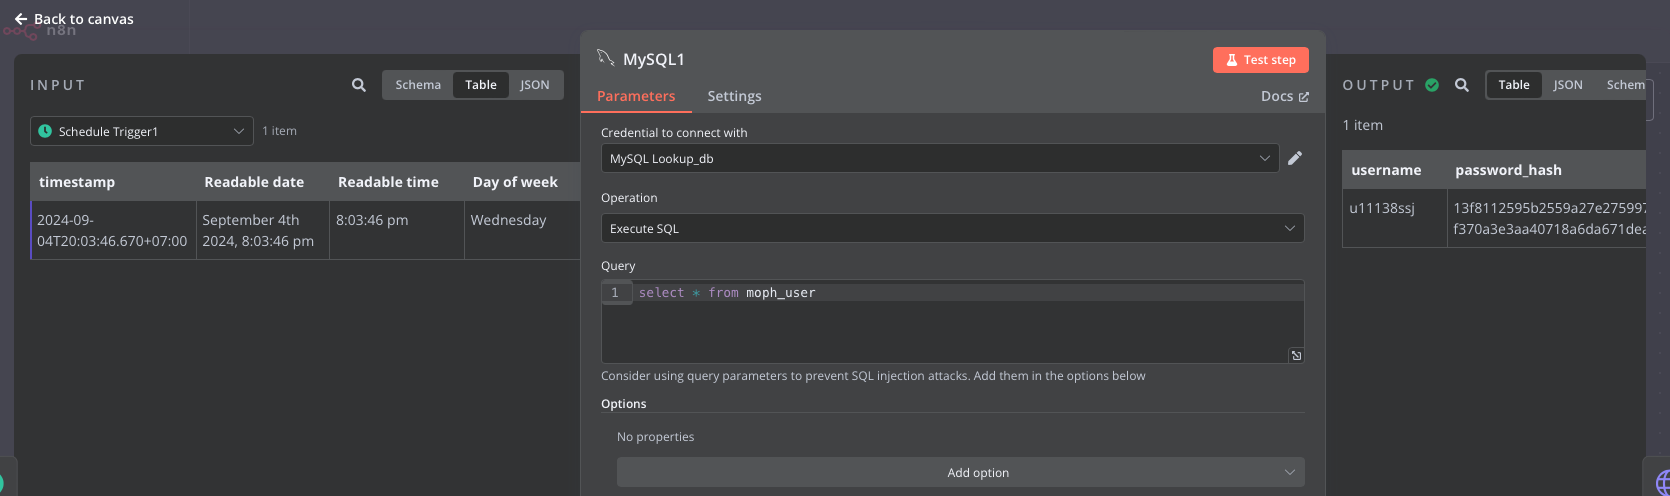 Back to canvas
n8n
INPUT
Schema Table JSON
Schedule Trigger1
1 item
timestamp Readable date Readable time Day of week
2024-09-04T20:03:46.670+07:00
September 4th 2024, 8:03:46 pm
8:03:46 pm
Wednesday
MySQL1
Test step
Parameters Settings Docs
Credential to connect with
MySQL Lookup_db
Operation
Execute SQL
Query
1 select * from moph_user
Consider using query parameters to prevent SQL injection attacks. Add them in the options below
Options
No properties
Add option
OUTPUT
Table JSON Schem
1 item
username password_hash
u11138ssj
13f8112595b2559a27e275997
f370a3e3aa40718a6da671dea